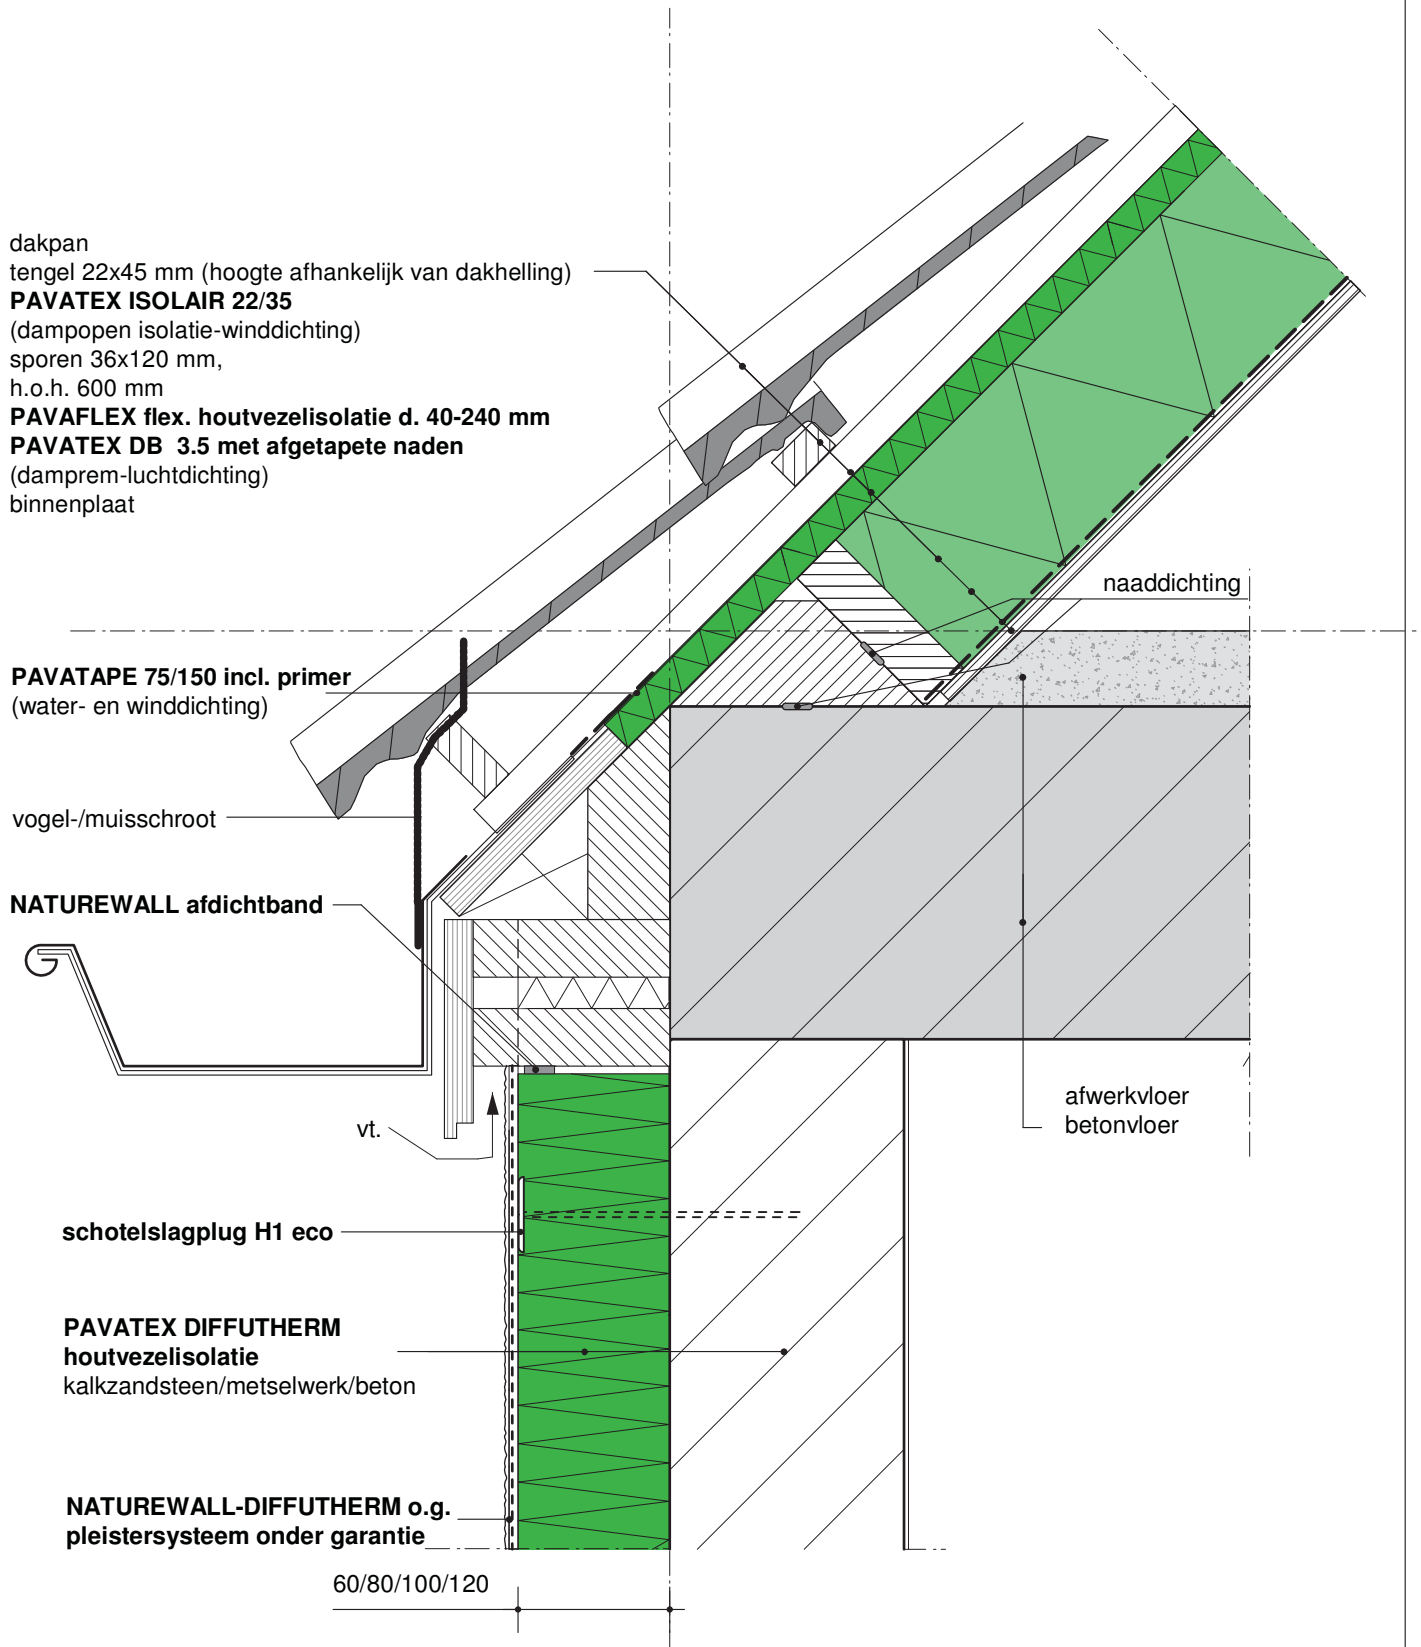 dakpan
tengel 22x45 mm (hoogte afhankelijk van dakhelling)
PAVATEX ISOLAIR 22/35
(dampopen isolatie-winddichting)
sporen 36x120 mm,
h.o.h. 600 mm
PAVAFLEX flex. houtvezelisolatie d. 40-240 mm
PAVATEX DB  3.5 met afgetapete naden
(damprem-luchtdichting)
binnenplaat
naaddichting
PAVATAPE 75/150 incl. primer
(water- en winddichting)
vogel-/muisschroot
NATUREWALL afdichtband
afwerkvloer
betonvloer
vt.
schotelslagplug H1 eco
PAVATEX DIFFUTHERM
houtvezelisolatie
kalkzandsteen/metselwerk/beton
NATUREWALL-DIFFUTHERM o.g.
pleistersysteem onder garantie
60/80/100/120